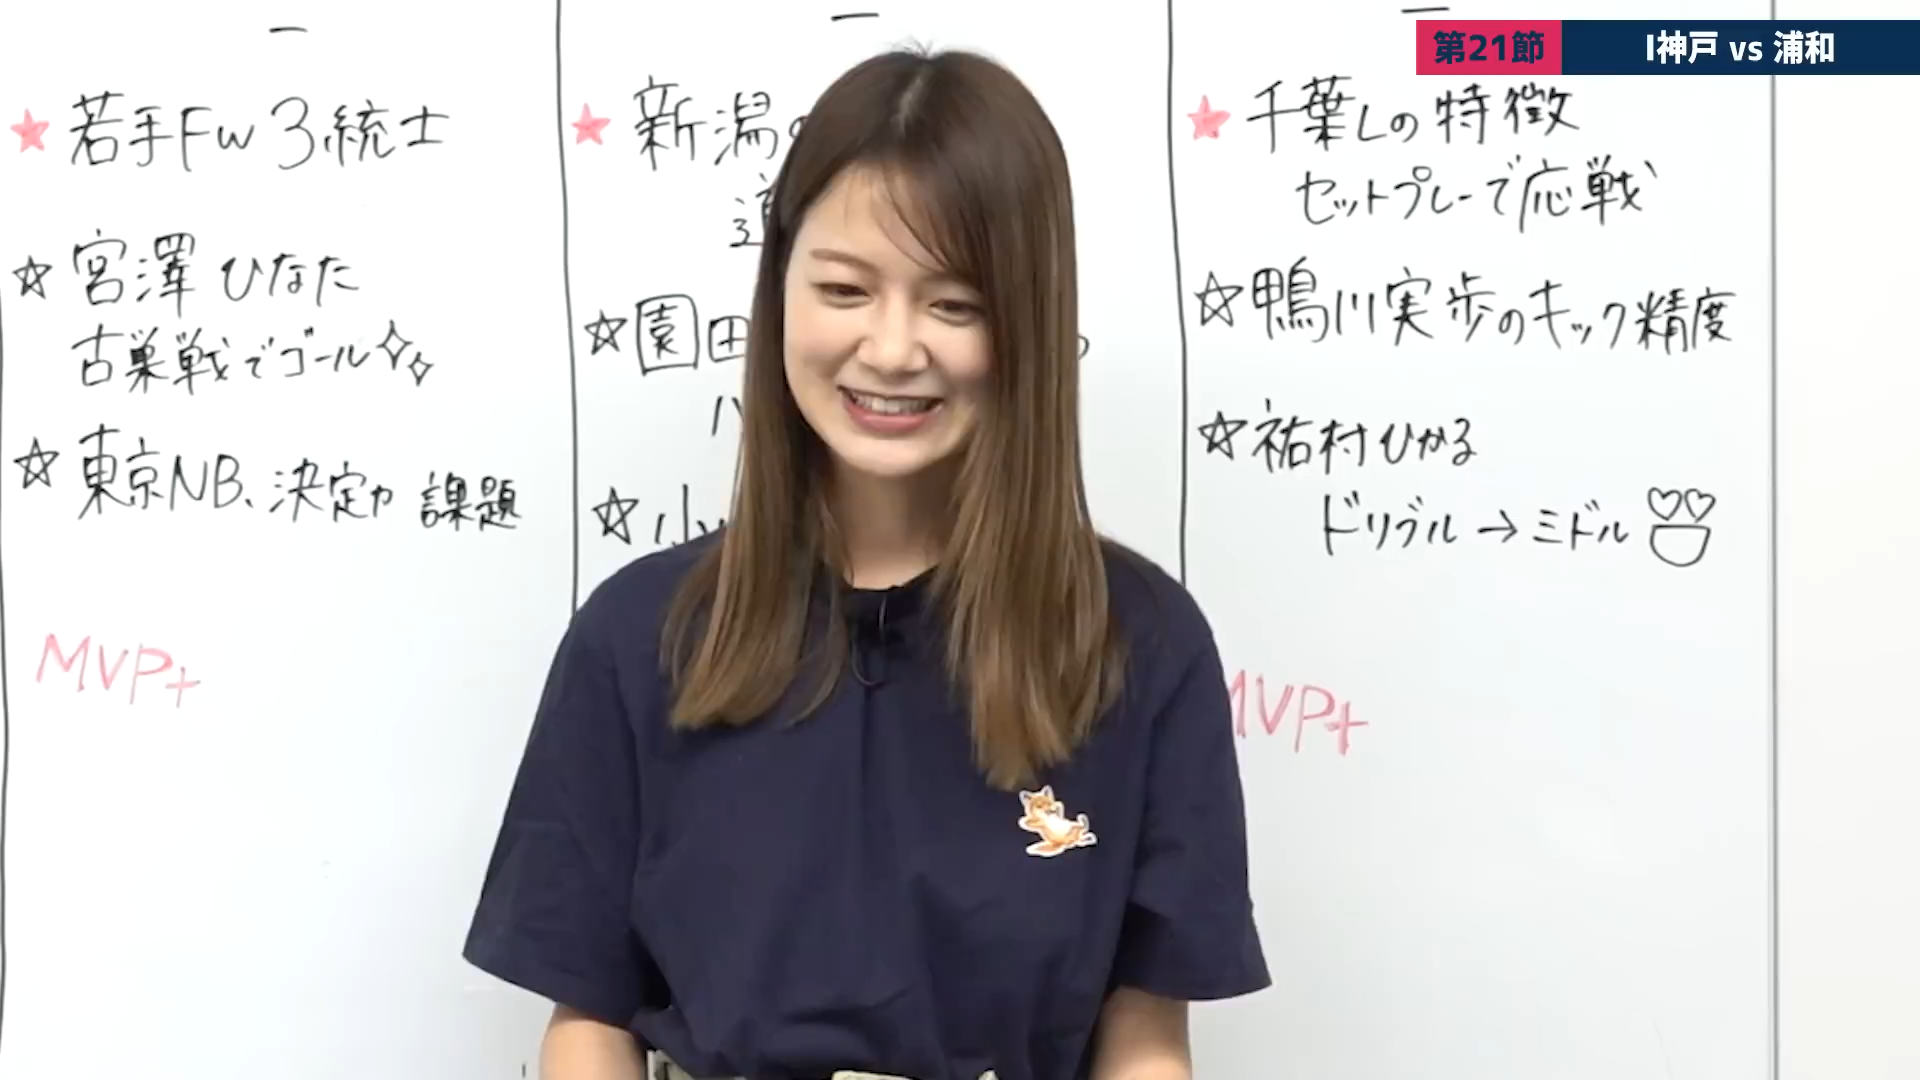 第21節 I神戸 vs 浦和
★若手FW3統士
☆宮澤ひなた
古巣戦でゴール
☆東京NB、決定力 課題
MVP+
★新潟の
☆園田
☆小
★千葉Lの特徴
セットプレーで応戦
☆鴨川実歩のキック精度
☆祐村ひかる
ドリブル→ミドル
MVP+